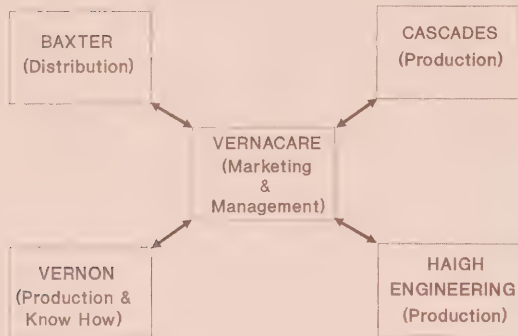 BAXTER
(Distribution)
CASCADES
(Production)
VERNACARE
(Marketing
&
Management)
VERNON
(Production &
Know How)
HAIGH
ENGINEERING
(Production)